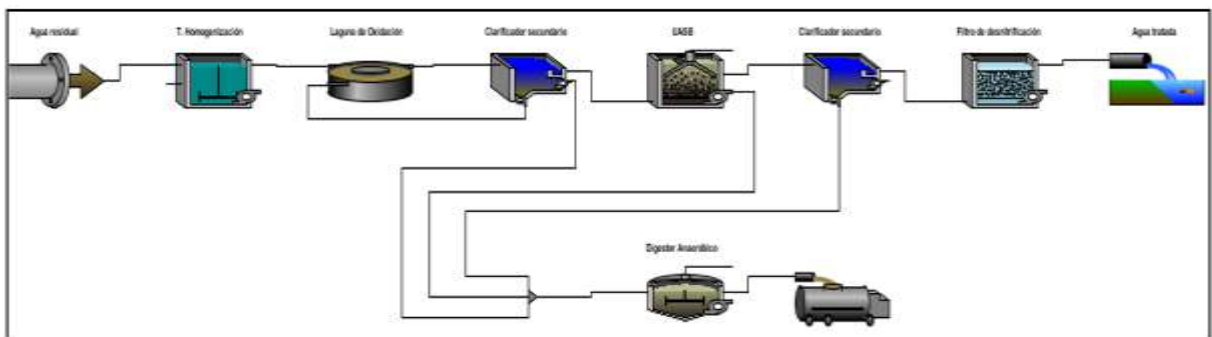 Agua residual
T. Homogenización
Laguna de Oxidación
Clarificador secundario
UASB
Clarificador secundario
Filtro de desnitrificación
Agua tratada
Digestor Anaeróbico